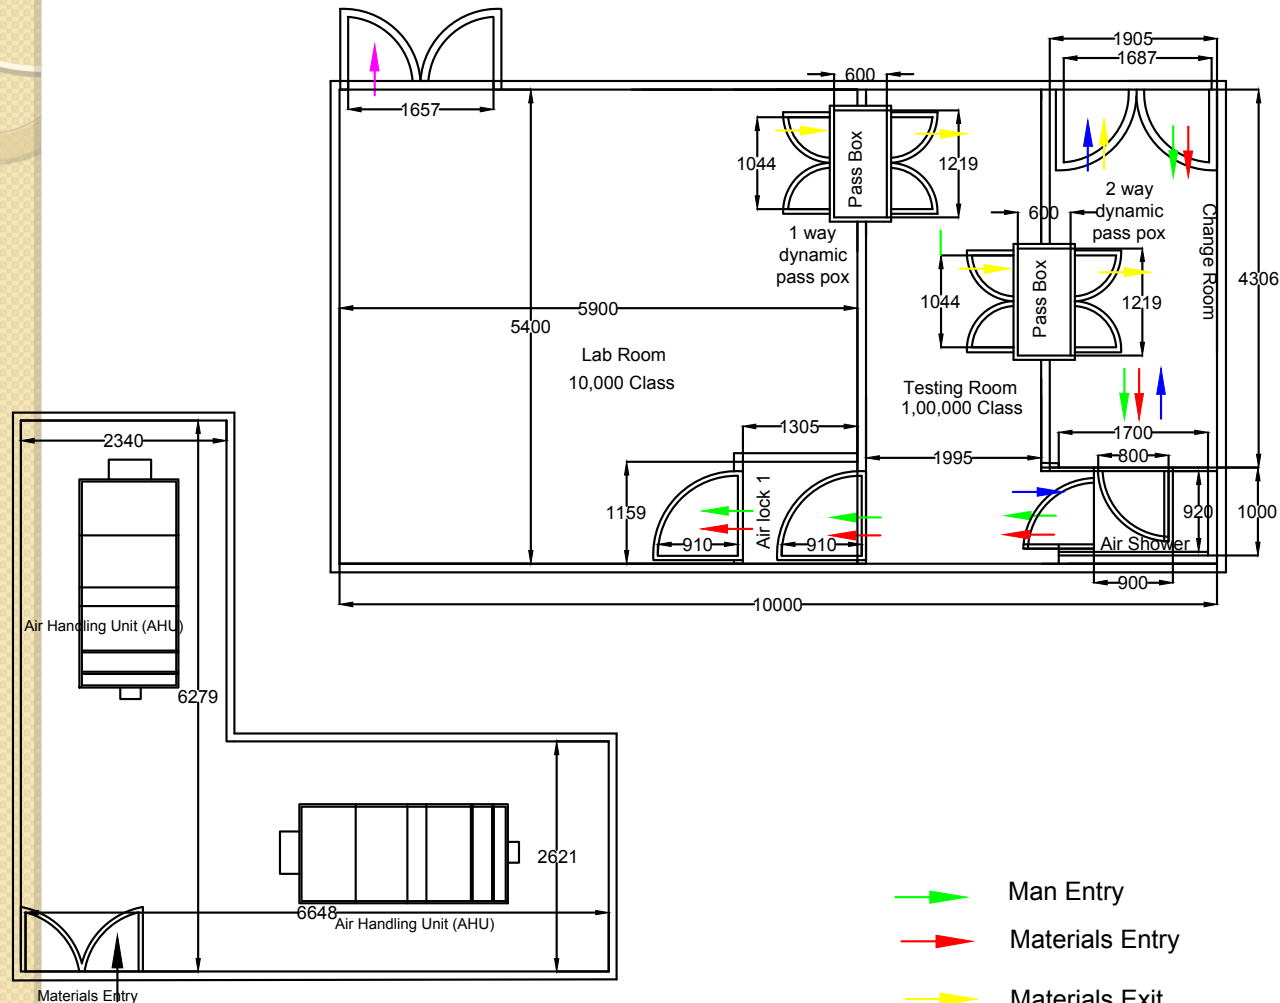 1905
1687
600
1657
1044
Pass Box
1219
1 way
dynamic
pass pox
600
2 way
dynamic
pass pox
Change Room
4306
1044
Pass Box
1219
5900
5400
Lab Room
10,000 Class
Testing Room
1,00,000 Class
1305
1995
1700
800
1159
Air lock 1
910
910
920
1000
Air Shower
900
10000
2340
Air Handling Unit (AHU)
6279
2621
6648
Air Handling Unit (AHU)
Materials Entry
Man Entry
Materials Entry
Materials Exit